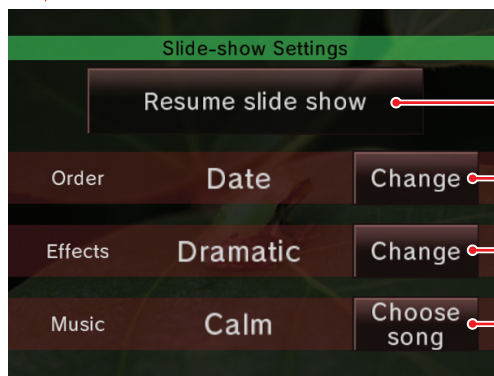 Slide-show Settings
Resume slide show
Order Date Change
Effects Dramatic Change
Music Calm Choose
song